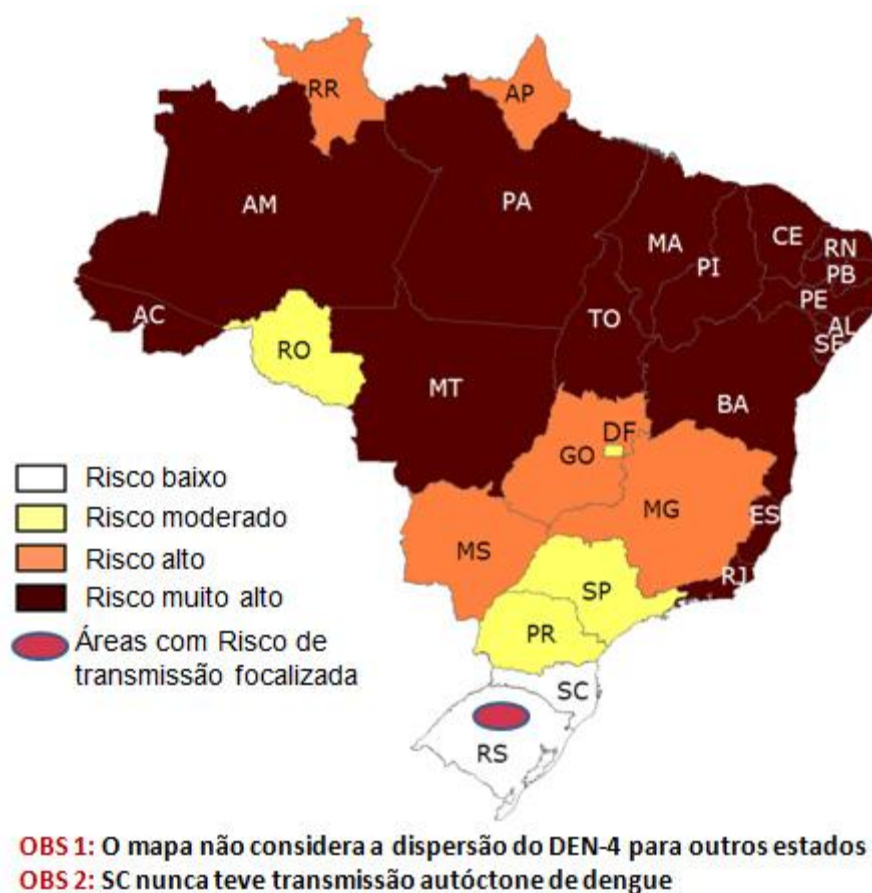 RR
AP
AM
PA
MA
CE
RN
PB
PI
PE
AC
TO
AL
SE
RO
MT
BA
DF
GO
MG
ES
MS
RJ
SP
PR
SC
RS
Risco baixo
Risco moderado
Risco alto
Risco muito alto
Áreas com Risco de
transmissão focalizada
OBS 1: O mapa não considera a dispersão do DEN-4 para outros estados
OBS 2: SC nunca teve transmissão autóctone de dengue